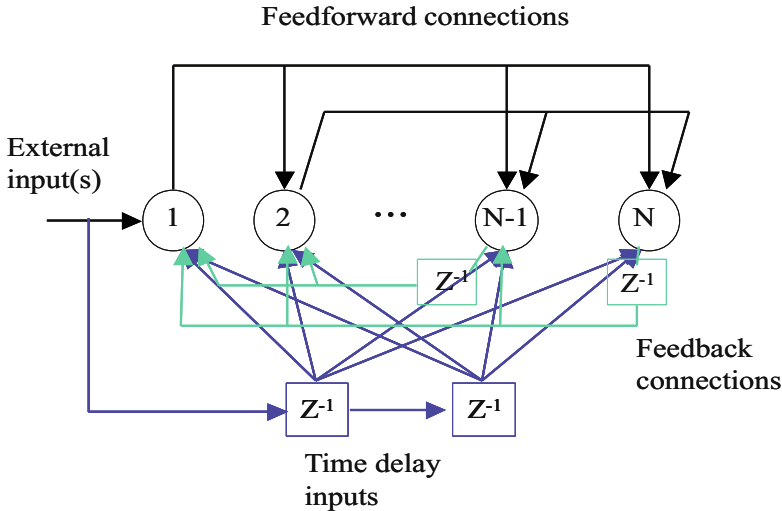 Feedforward connections
External
input(s)
1
2
...
N-1
N
Z-1
Z-1
Feedback
connections
Z-1
Z-1
Time delay
inputs